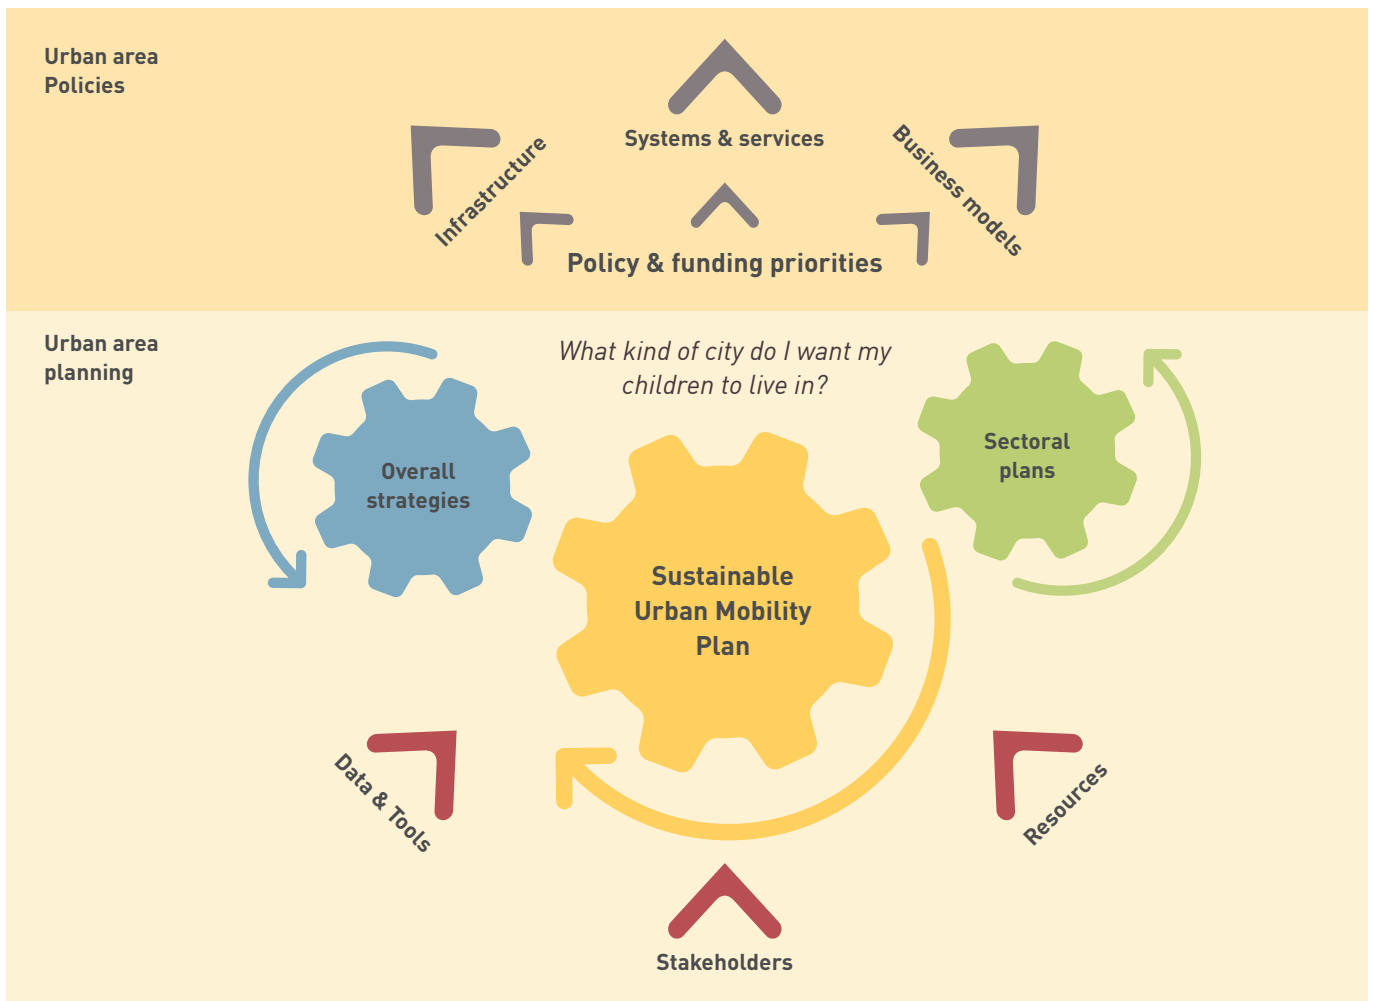 Urban area
Policies
Systems & services
Infrastructure
Business models
Policy & funding priorities
Urban area
planning
What kind of city do I want my
children to live in?
Overall
strategies
Sectoral
plans
Sustainable
Urban Mobility
Plan
Data & Tools
Resources
Stakeholders